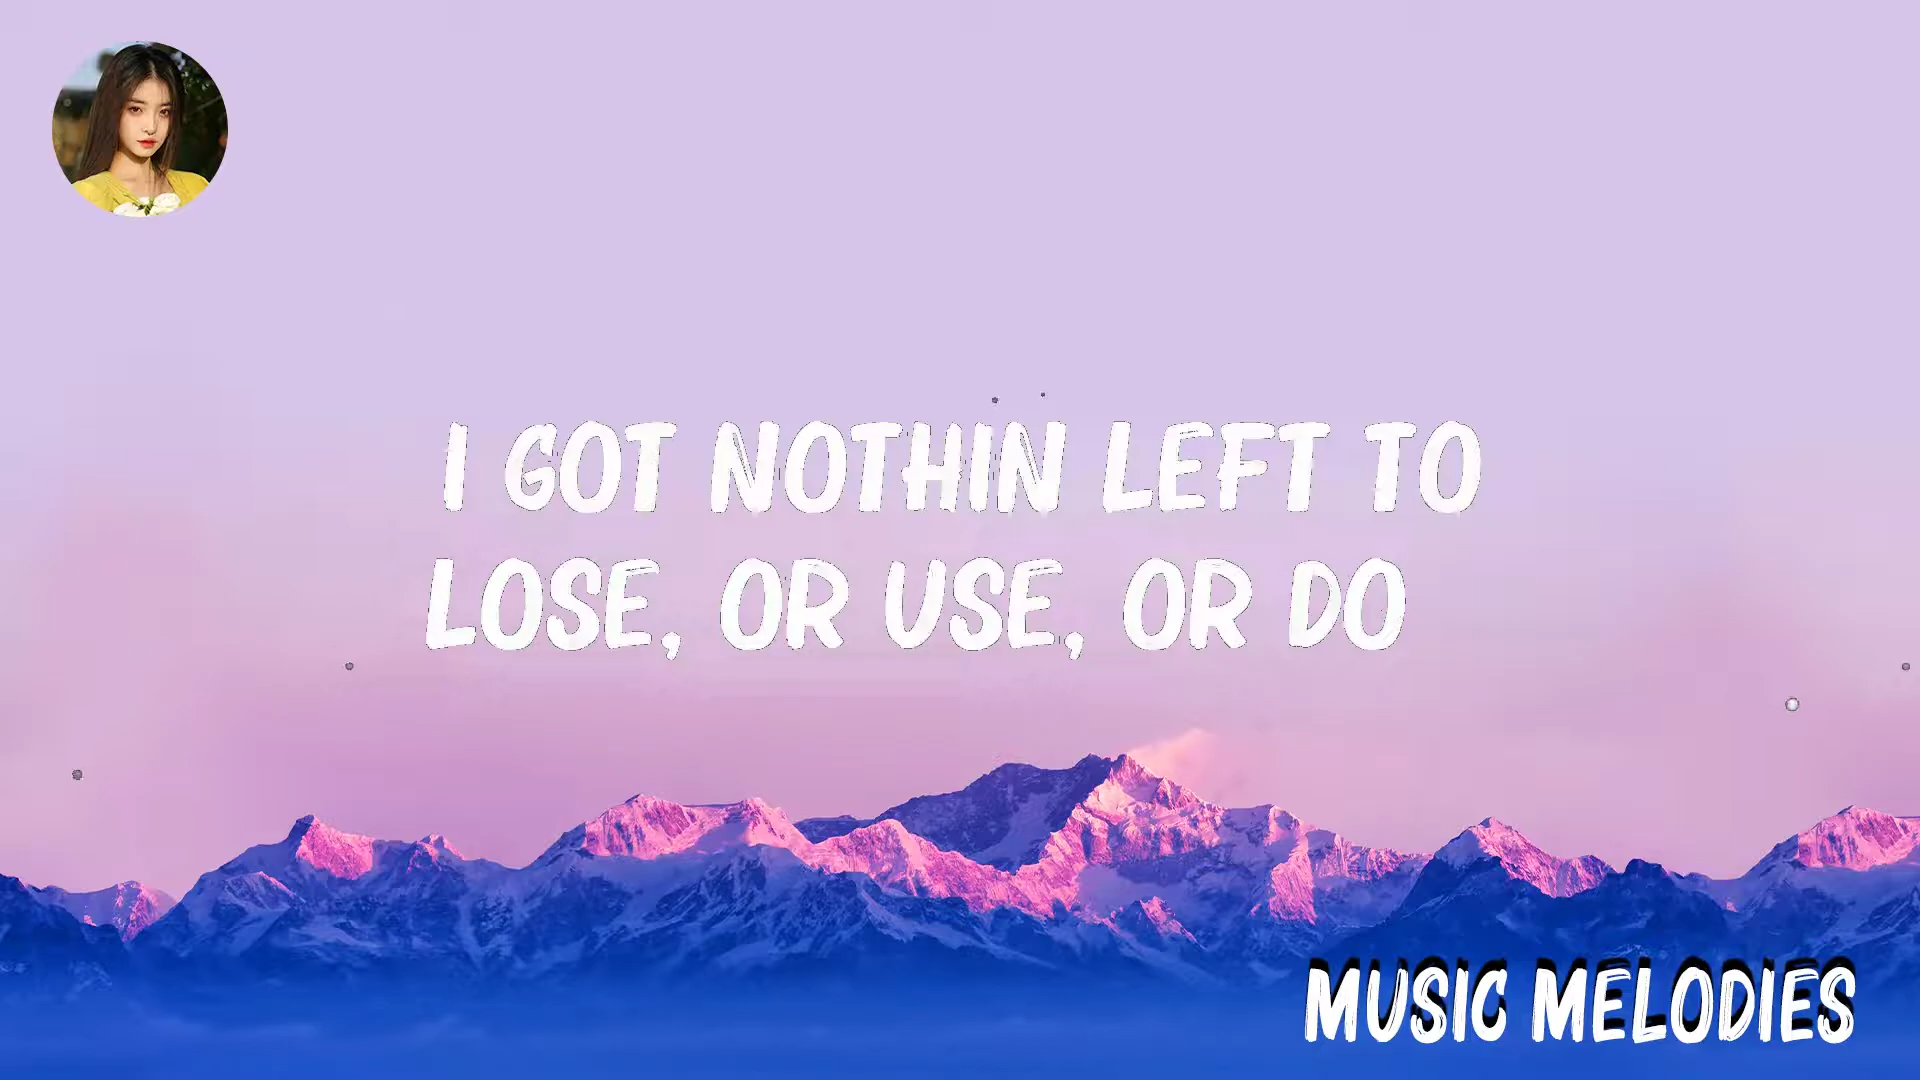 I GOT NOTHIN LEFT TO
LOSE, OR USE, OR DO
MUSIC MELODIES